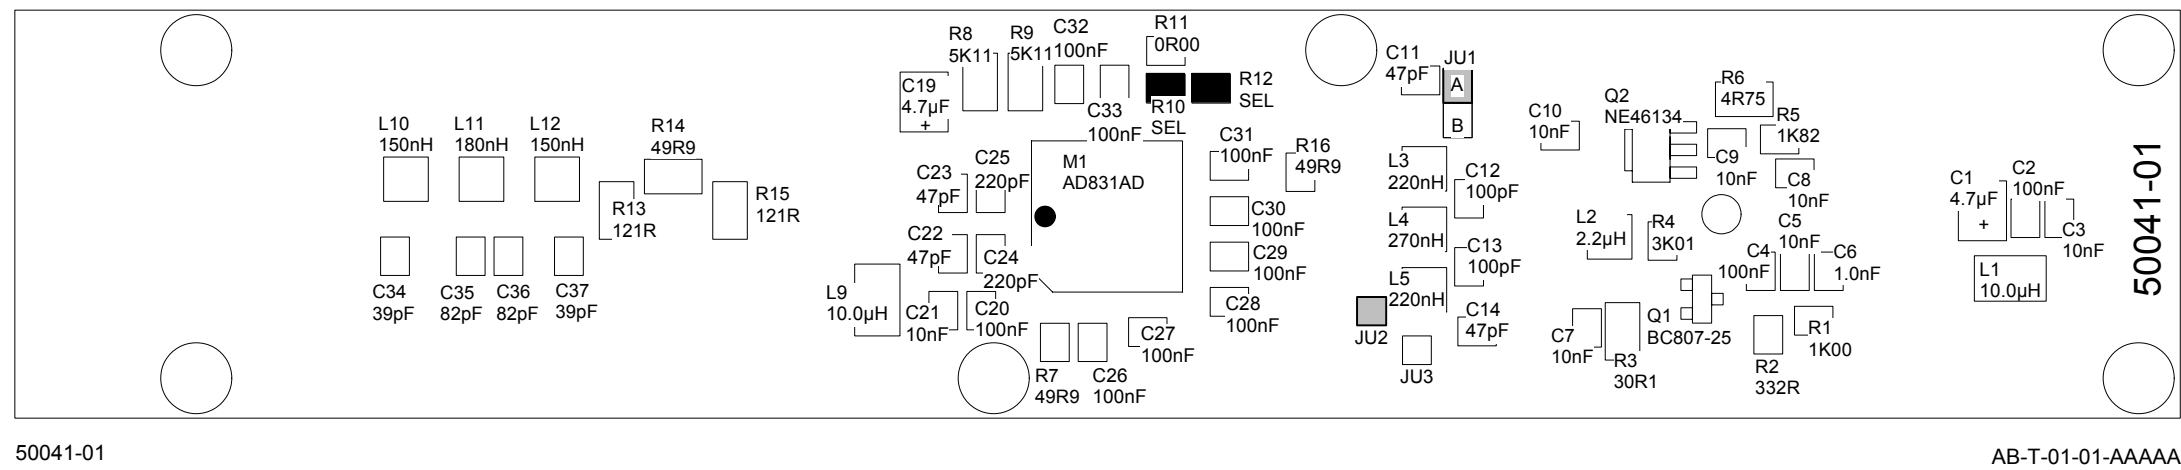 R8
5K11
R9
5K11
C32
100nF
R11
0R00
C19
4.7µF
+
C33
100nF
R10
SEL
R12
SEL
C11
47pF
JU1
A
B
L10
150nH
L11
180nH
L12
150nH
R14
49R9
R13
121R
R15
121R
C34
39pF
C35
82pF
C36
82pF
C37
39pF
C23
47pF
C25
220pF
M1
AD831AD
C31
100nF
R16
49R9
C30
100nF
C29
100nF
C28
100nF
C22
47pF
C24
220pF
L9
10.0µH
C21
10nF
C20
100nF
R7
49R9
C26
100nF
C27
100nF
L3
220nH
C12
100pF
L4
270nH
C13
100pF
L5
220nH
C14
47pF
JU2
JU3
C10
10nF
Q2
NE46134
R6
4R75
R5
1K82
C9
10nF
C8
10nF
L2
2.2µH
R4
3K01
C5
10nF
C4
100nF
C6
1.0nF
C7
10nF
R3
30R1
Q1
BC807-25
R2
332R
R1
1K00
C1
4.7µF
+
C2
100nF
C3
10nF
L1
10.0µH
50041-01
50041-01
AB-T-01-01-AAAAA